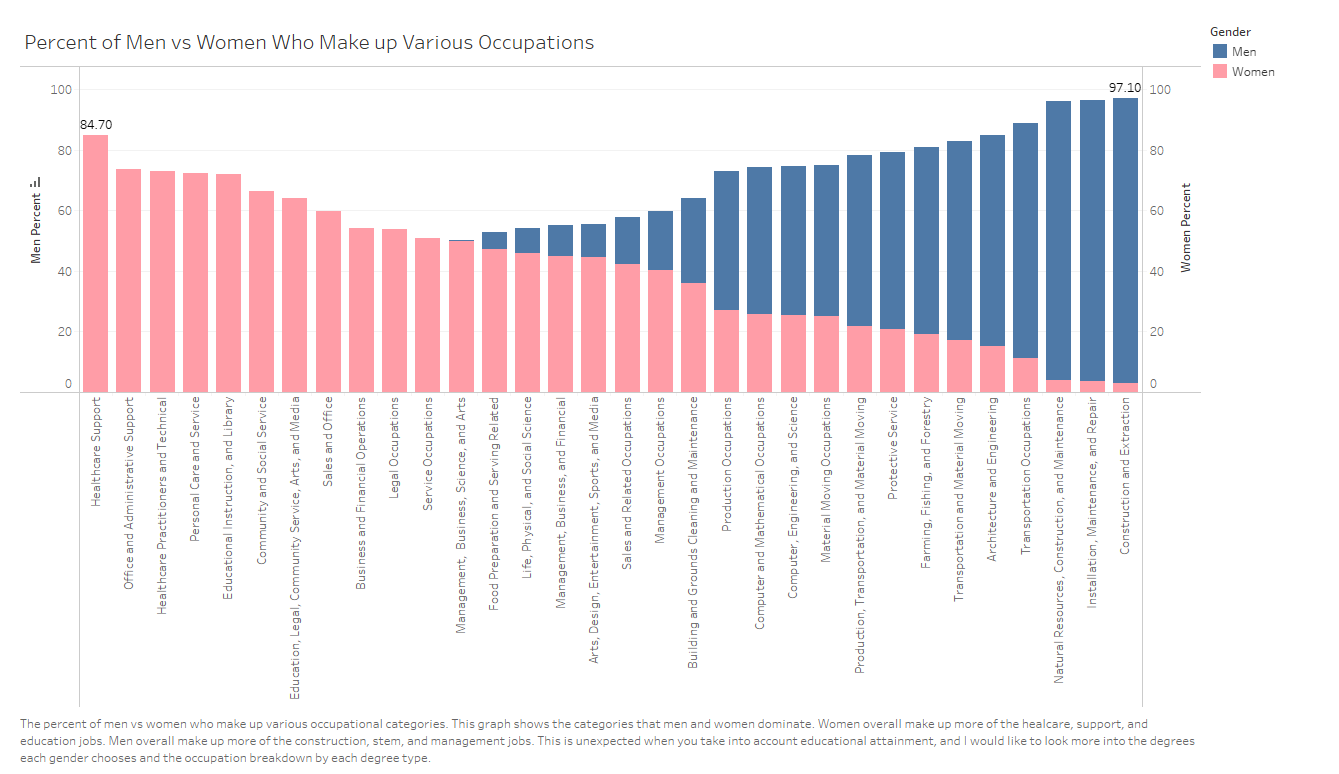 Percent of Men vs Women Who Make up Various Occupations
Gender
Men
Women
Men Percent
100
80
60
40
20
0
84.70
97.10
100
80
60
40
20
0
Women Percent
Healthcare Support
Office and Administrative Support
Healthcare Practitioners and Technical
Personal Care and Service
Educational Instruction, and Library
Community and Social Service
Education, Legal, Community Service, Arts, and Media
Sales and Office
Business and Financial Operations
Legal Occupations
Service Occupations
Management, Business, Science, and Arts
Food Preparation and Serving Related
Life, Physical, and Social Science
Management, Business, and Financial
Arts, Design, Entertainment, Sports, and Media
Sales and Related Occupations
Management Occupations
Building and Grounds Cleaning and Maintenance
Production Occupations
Computer and Mathematical Occupations
Computer, Engineering, and Science
Material Moving Occupations
Production, Transportation, and Material Moving
Protective Service
Farming, Fishing, and Forestry
Transportation and Material Moving
Architecture and Engineering
Transportation Occupations
Natural Resources, Construction, and Maintenance
Installation, Maintenance, and Repair
Construction and Extraction
The percent of men vs women who make up various occupational categories. This graph shows the categories that men and women dominate. Women overall make up more of the healcare, support, and
education jobs. Men overall make up more of the construction, stem, and management jobs. This is unexpected when you take into account educational attainment, and I would like to look more into the degrees
each gender chooses and the occupation breakdown by each degree type.